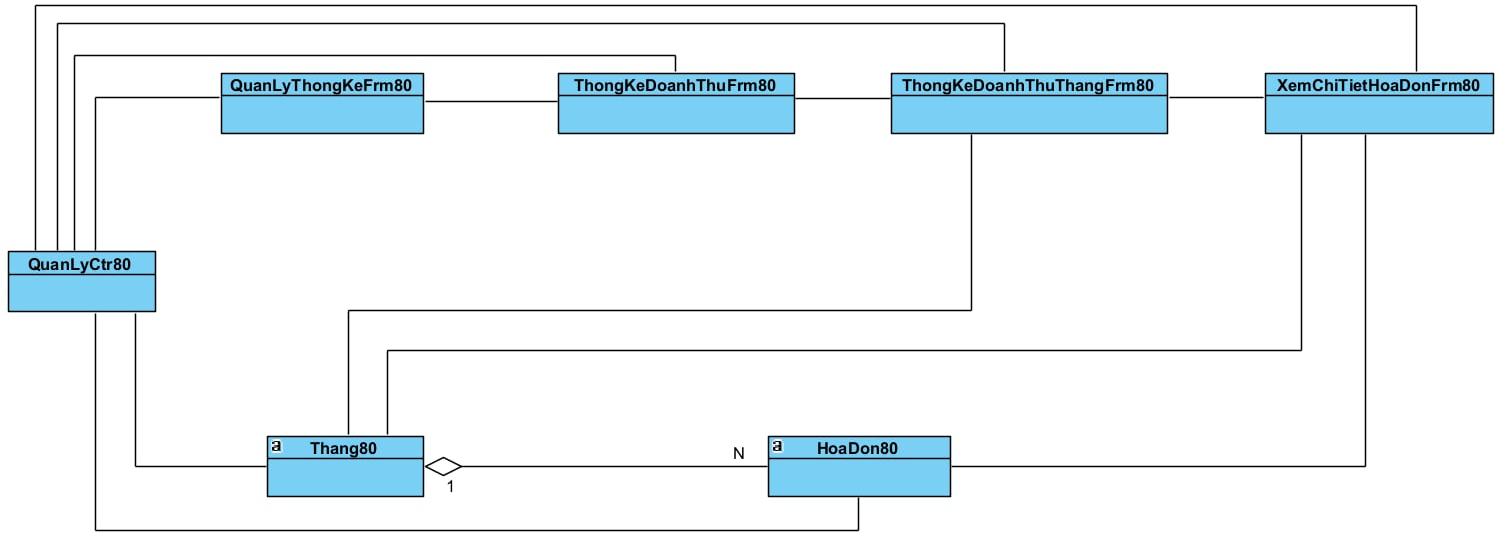 QuanLyThongKeFrm80
ThongKeDoanhThuFrm80
ThongKeDoanhThuThangFrm80
XemChiTietHoaDonFrm80
QuanLyCtr80
a
Thang80
1
N
a
HoaDon80